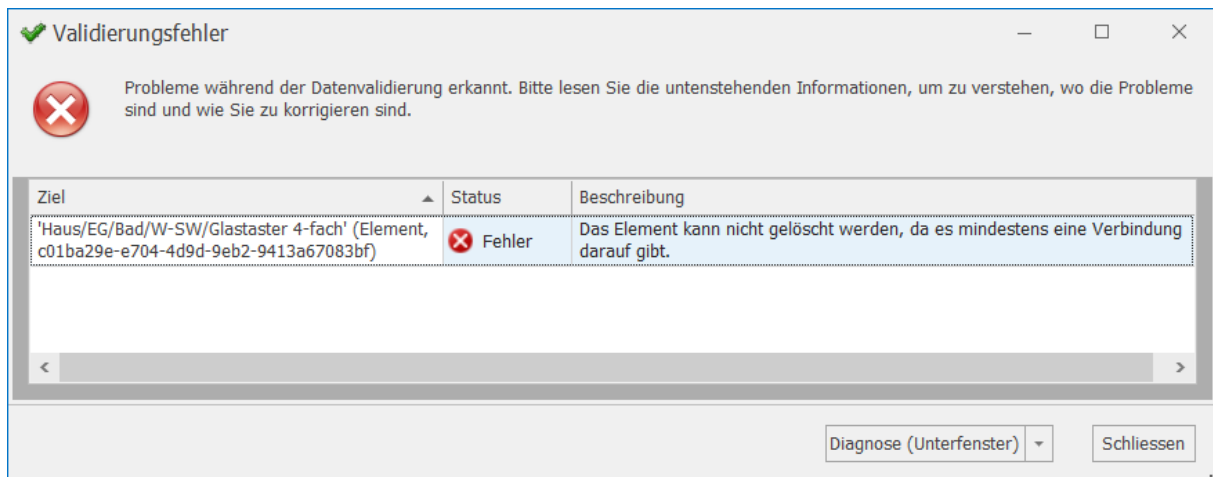 Validierungsfehler
Probleme während der Datenvalidierung erkannt. Bitte lesen Sie die untenstehenden Informationen, um zu verstehen, wo die Probleme
sind und wie Sie zu korrigieren sind.
Ziel Status Beschreibung
'Haus/EG/Bad/W-SW/Glastaster 4-fach' (Element,
c01ba29e-e704-4d9d-9eb2-9413a67083bf)
Fehler
Das Element kann nicht gelöscht werden, da es mindestens eine Verbindung
darauf gibt.
Diagnose (Unterfenster) Schliessen